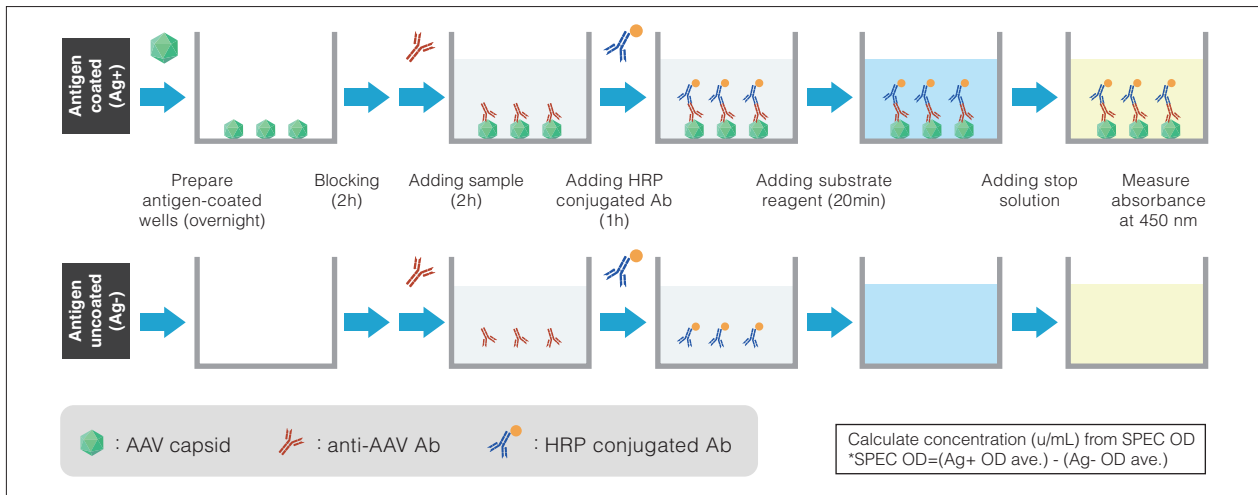 Antigen
coated
(Ag+)
Prepare
antigen-coated
wells (overnight)
Blocking
(2h)
Adding sample
(2h)
Adding HRP
conjugated Ab
(1h)
Adding substrate
reagent (20min)
Adding stop
solution
Measure
absorbance
at 450 nm
Antigen
uncoated
(Ag-)
: AAV capsid
: anti-AAV Ab
: HRP conjugated Ab
Calculate concentration (u/mL) from SPEC OD
*SPEC OD=(Ag+ OD ave.) - (Ag- OD ave.)